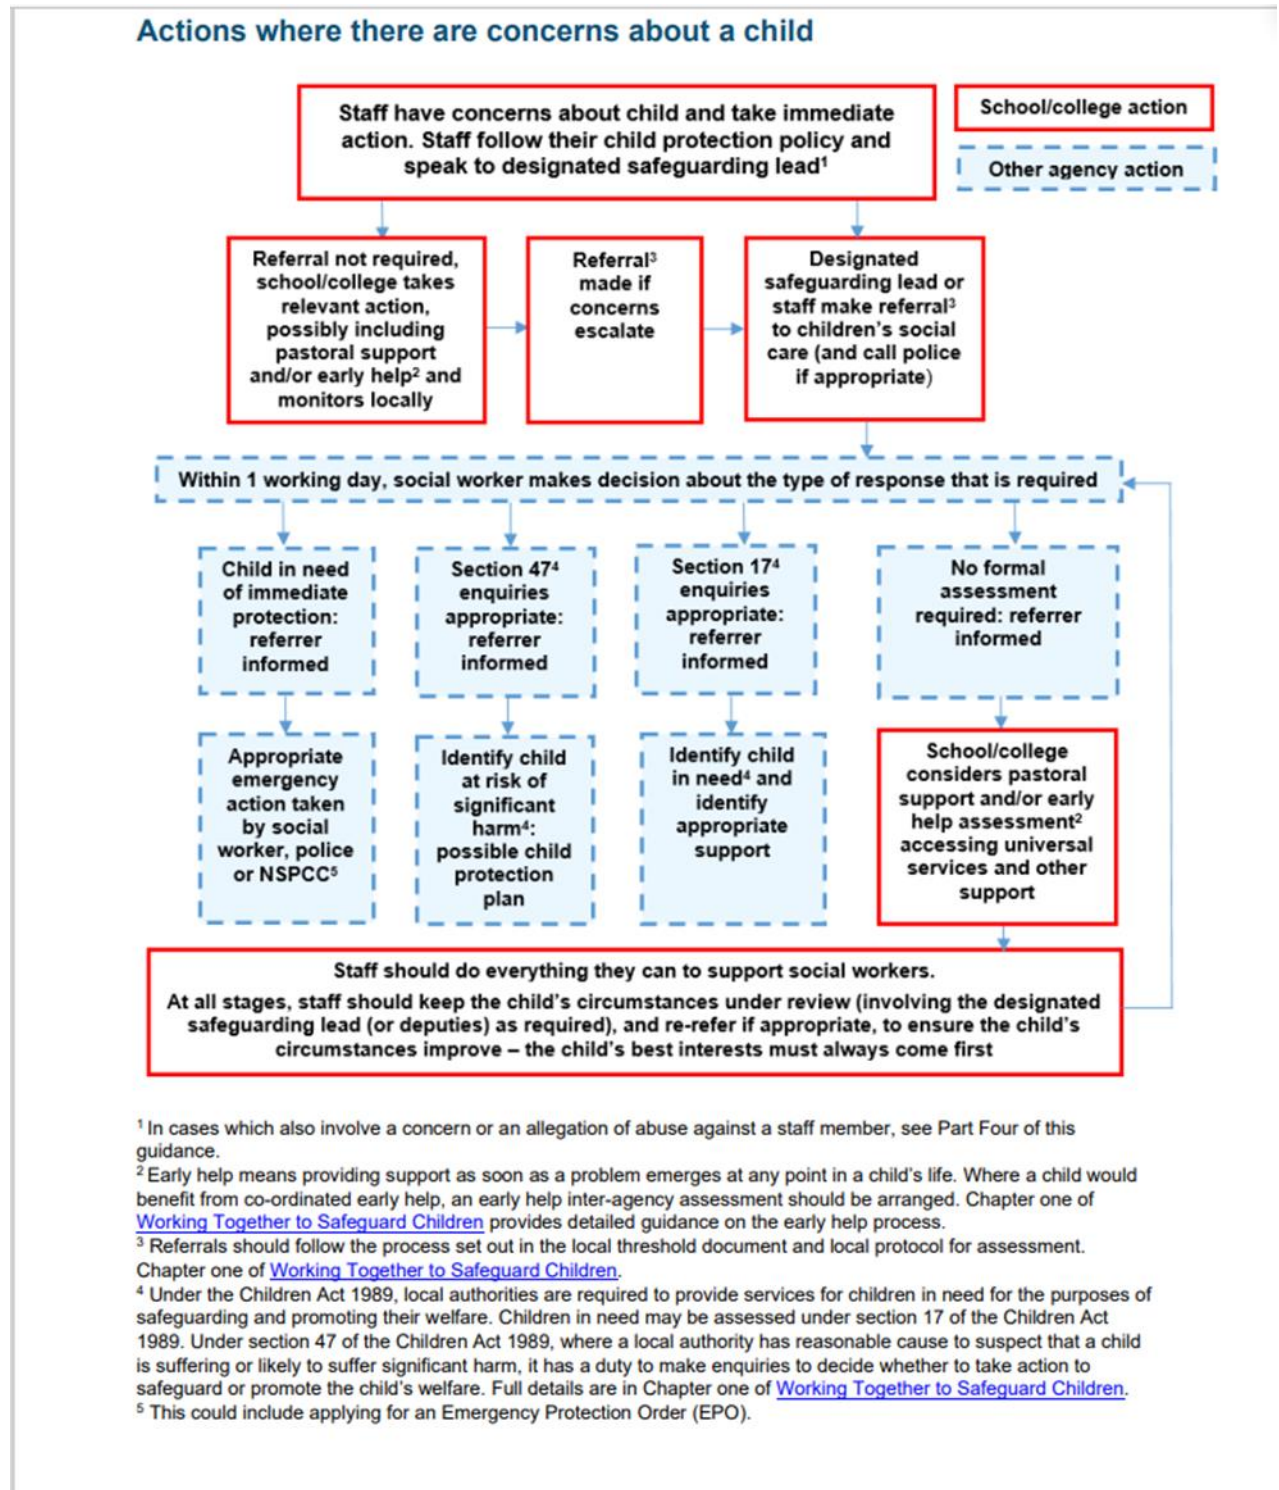 Actions where there are concerns about a child
Staff have concerns about child and take immediate
action. Staff follow their child protection policy and
speak to designated safeguarding lead¹
School/college action
Other agency action
Referral not required,
school/college takes
relevant action,
possibly including
pastoral support
and/or early help² and
monitors locally
Referral³
made if
concerns
escalate
Designated
safeguarding lead or
staff make referral³
to children's social
care (and call police
if appropriate)
Within 1 working day, social worker makes decision about the type of response that is required
Child in need
of immediate
protection:
referrer
informed
Section 47⁴
enquiries
appropriate:
referrer
informed
Section 17⁴
enquiries
appropriate:
referrer
informed
No formal
assessment
required: referrer
informed
Appropriate
emergency
action taken
by social
worker, police
or NSPCC⁵
Identify child
at risk of
significant
harm⁴:
possible child
protection
plan
Identify child
in need⁴ and
identify
appropriate
support
School/college
considers pastoral
support and/or early
help assessment²
accessing universal
services and other
support
Staff should do everything they can to support social workers.
At all stages, staff should keep the child's circumstances under review (involving the designated
safeguarding lead (or deputies) as required), and re-refer if appropriate, to ensure the child's
circumstances improve – the child's best interests must always come first
¹ In cases which also involve a concern or an allegation of abuse against a staff member, see Part Four of this
guidance.
² Early help means providing support as soon as a problem emerges at any point in a child's life. Where a child would
benefit from co-ordinated early help, an early help inter-agency assessment should be arranged. Chapter one of
Working Together to Safeguard Children provides detailed guidance on the early help process.
³ Referrals should follow the process set out in the local threshold document and local protocol for assessment.
Chapter one of Working Together to Safeguard Children.
⁴ Under the Children Act 1989, local authorities are required to provide services for children in need for the purposes of
safeguarding and promoting their welfare. Children in need may be assessed under section 17 of the Children Act
1989. Under section 47 of the Children Act 1989, where a local authority has reasonable cause to suspect that a child
is suffering or likely to suffer significant harm, it has a duty to make enquiries to decide whether to take action to
safeguard or promote the child's welfare. Full details are in Chapter one of Working Together to Safeguard Children.
⁵ This could include applying for an Emergency Protection Order (EPO).